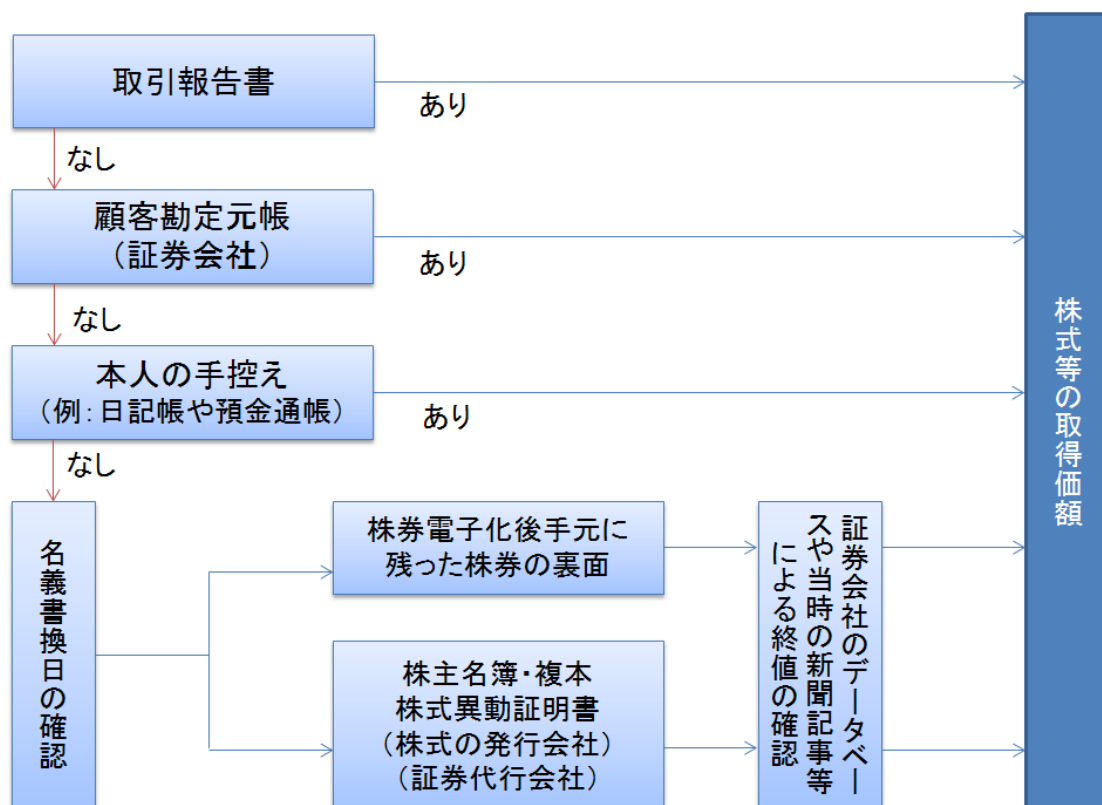 取引報告書
あり
なし
顧客勘定元帳
（証券会社）
あり
なし
本人の手控え
（例：日記帳や預金通帳）
あり
なし
名義書換日の確認
株券電子化後手元に
残った株券の裏面
株主名簿・複本
株式異動証明書
（株式の発行会社）
（証券代行会社）
証券会社のデータベー
スや当時の新聞記事等
による終値の確認
株式等の取得価額